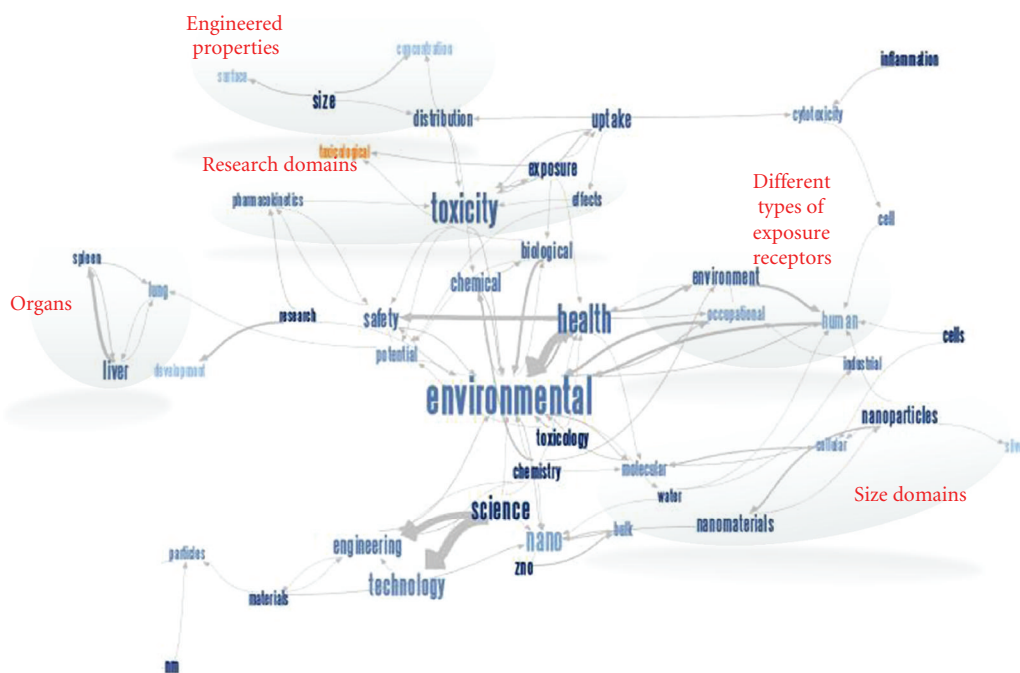 Engineered
properties
concentration
surface
size
distribution
uptake
inflammation
cytotoxicity
toxicological
Research domains
exposure
pharmacokinetics
toxicity
effects
Different
types of
exposure
receptors
cell
spleen
biological
environment
chemical
Organs
lung
research
safety
health
occupational
human
cells
potential
liver
development
industrial
environmental
nanoparticles
toxicology
cellular
chemistry
molecular
water
Size domains
science
nanomaterials
bulk
engineering
nano
particles
zno
technology
materials
nm